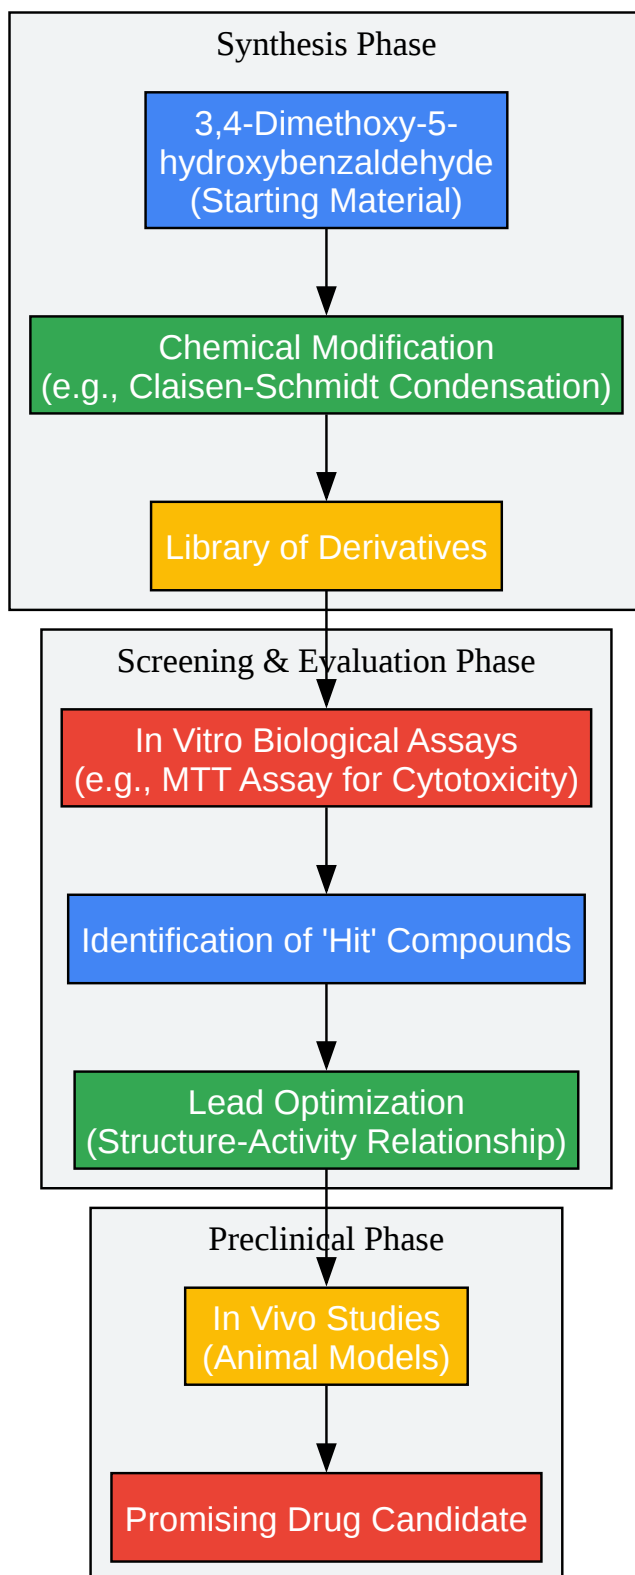 Synthesis Phase
3,4-Dimethoxy-5-
hydroxybenzaldehyde
(Starting Material)
Chemical Modification
(e.g., Claisen-Schmidt Condensation)
Library of Derivatives
Screening & Evaluation Phase
In Vitro Biological Assays
(e.g., MTT Assay for Cytotoxicity)
Identification of 'Hit' Compounds
Lead Optimization
(Structure-Activity Relationship)
Preclinical Phase
In Vivo Studies
(Animal Models)
Promising Drug Candidate